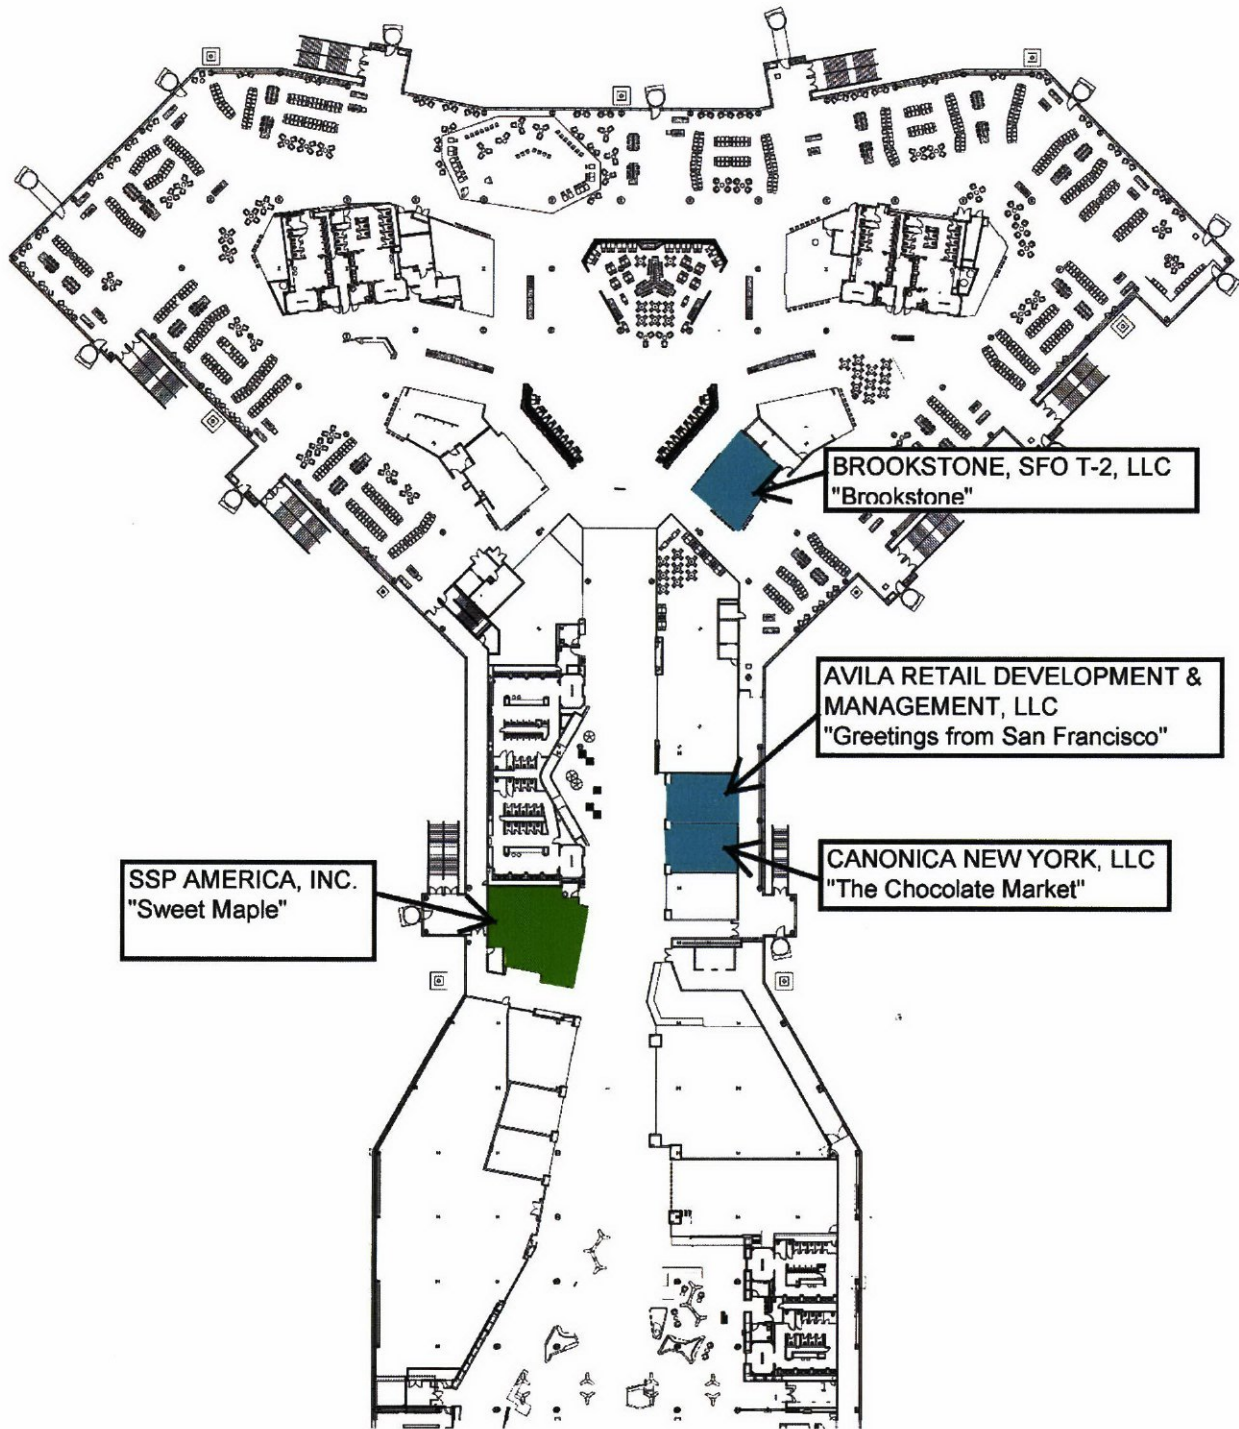 BROOKSTONE, SFO T-2, LLC
"Brookstone"
AVILA RETAIL DEVELOPMENT &
MANAGEMENT, LLC
"Greetings from San Francisco"
CANONICA NEW YORK, LLC
"The Chocolate Market"
SSP AMERICA, INC.
"Sweet Maple"